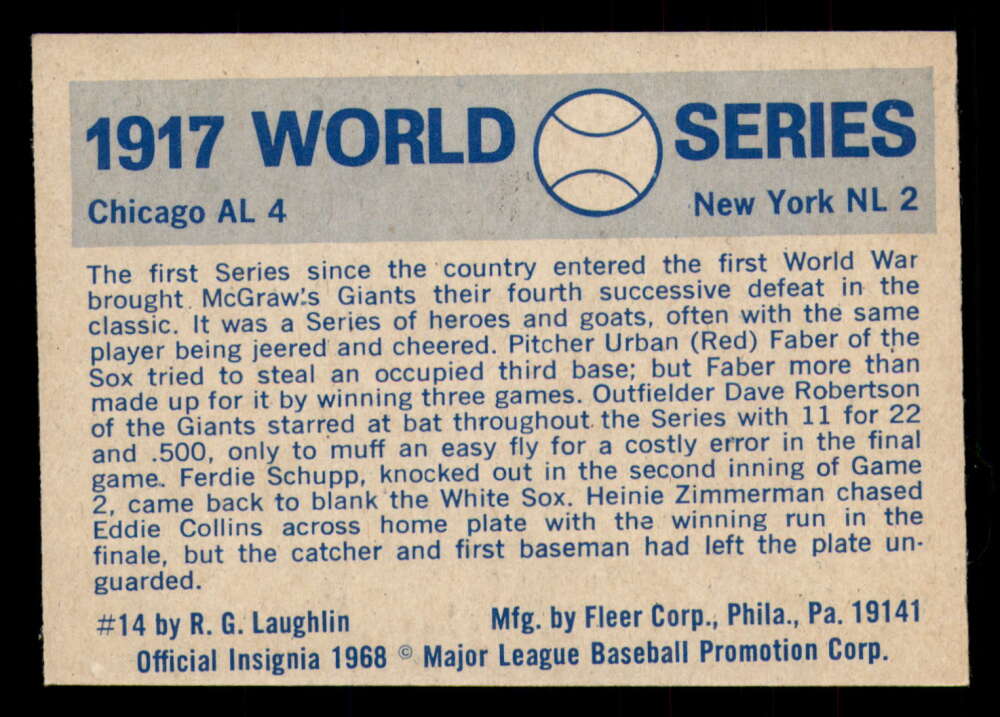 1917 WORLD SERIES
Chicago AL 4 New York NL 2
The first Series since the country entered the first World War
brought McGraw's Giants their fourth successive defeat in the
classic. It was a Series of heroes and goats, often with the same
player being jeered and cheered. Pitcher Urban (Red) Faber of the
Sox tried to steal an occupied third base; but Faber more than
made up for it by winning three games. Outfielder Dave Robertson
of the Giants starred at bat throughout the Series with 11 for 22
and .500, only to muff an easy fly for a costly error in the final
game. Ferdie Schupp, knocked out in the second inning of Game
2, came back to blank the White Sox. Heinie Zimmerman chased
Eddie Collins across home plate with the winning run in the
finale, but the catcher and first baseman had left the plate un-
guarded.
#14 by R. G. Laughlin Mfg. by Fleer Corp., Phila., Pa. 19141
Official Insignia 1968 © Major League Baseball Promotion Corp.